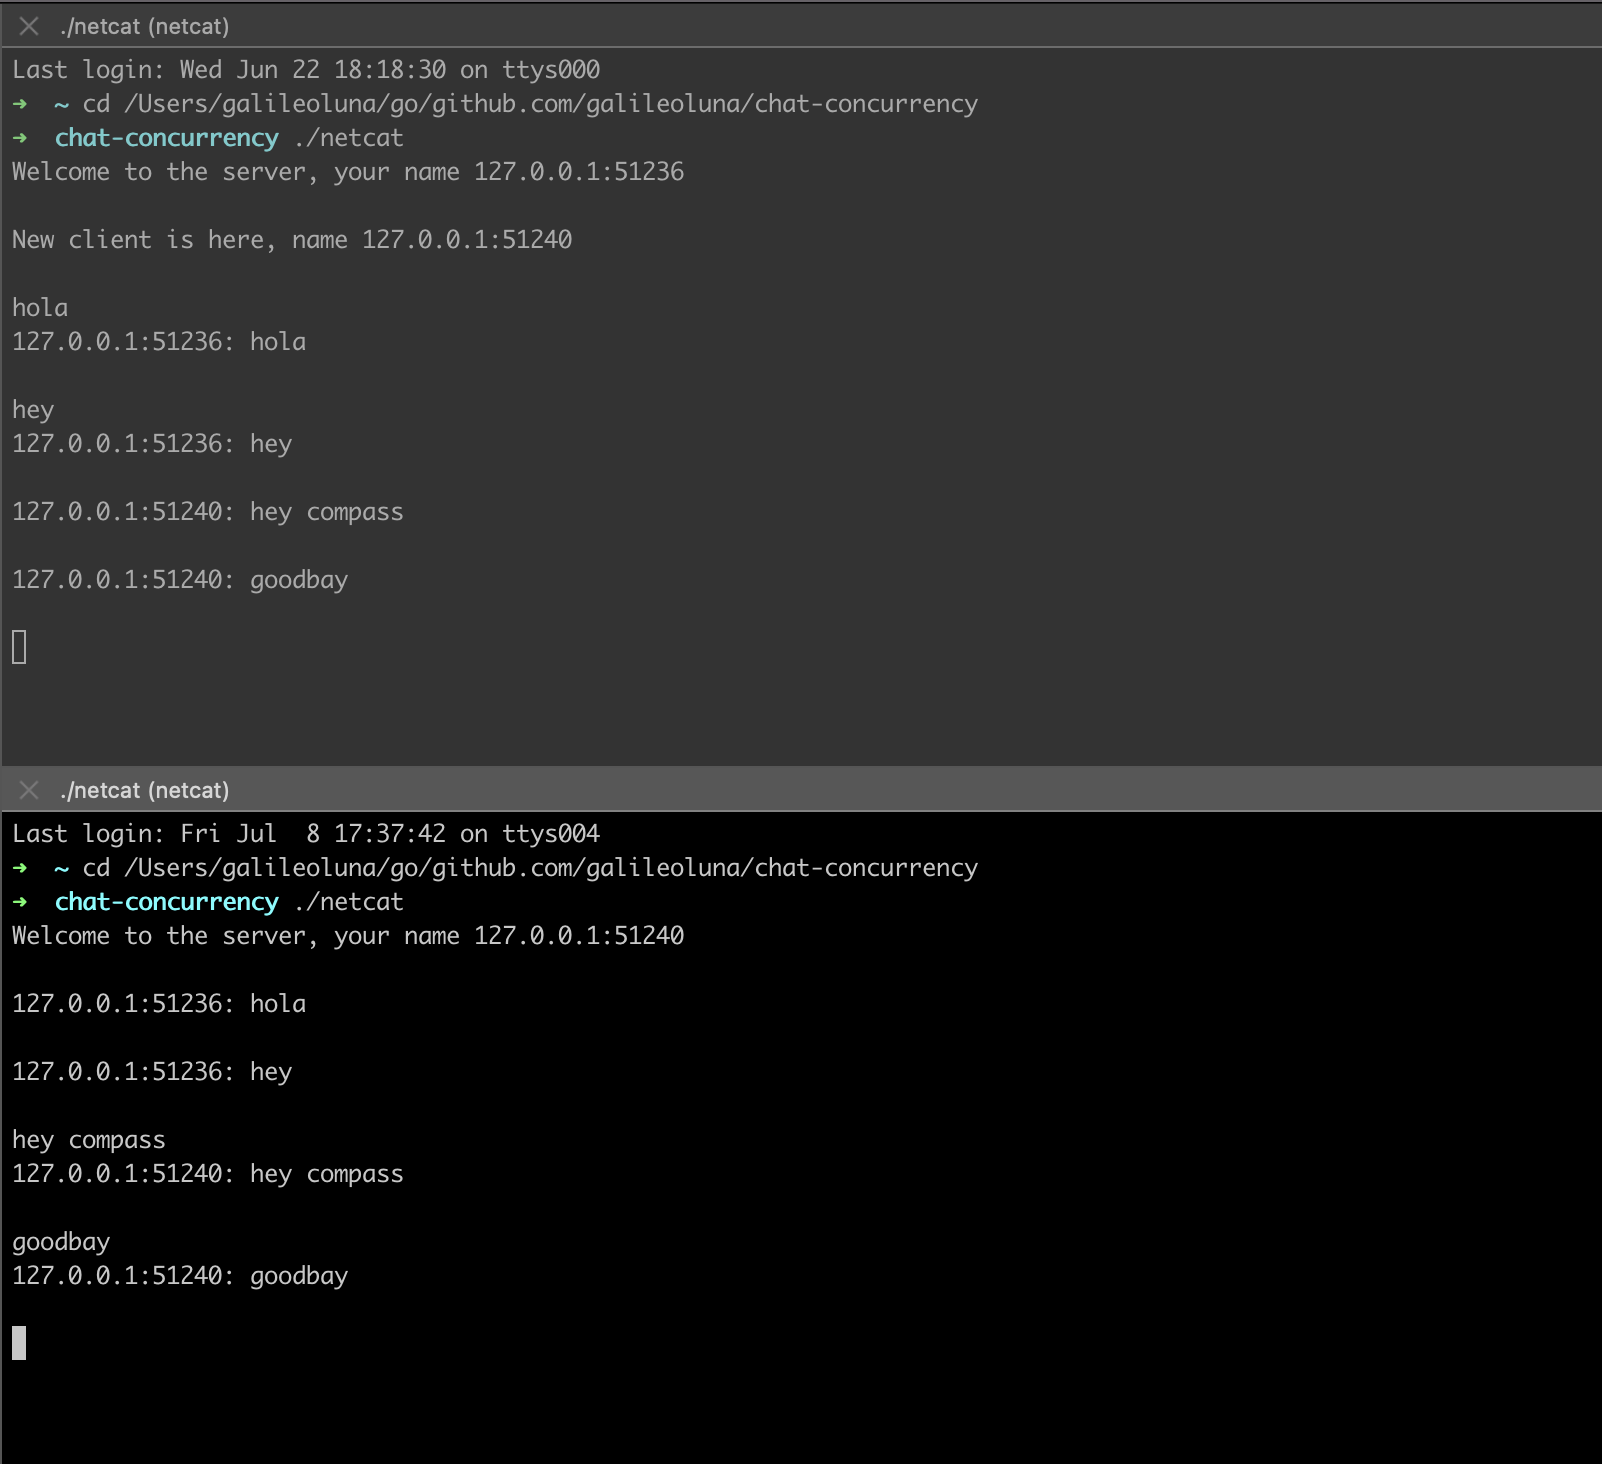 ./netcat (netcat)
Last login: Wed Jun 22 18:18:30 on ttys000
➜  ~ cd /Users/galileoluna/go/github.com/galileoluna/chat-concurrency
➜  chat-concurrency ./netcat
Welcome to the server, your name 127.0.0.1:51236
New client is here, name 127.0.0.1:51240
hola
127.0.0.1:51236: hola
hey
127.0.0.1:51236: hey
127.0.0.1:51240: hey compass
127.0.0.1:51240: goodbay
./netcat (netcat)
Last login: Fri Jul  8 17:37:42 on ttys004
➜  ~ cd /Users/galileoluna/go/github.com/galileoluna/chat-concurrency
➜  chat-concurrency ./netcat
Welcome to the server, your name 127.0.0.1:51240
127.0.0.1:51236: hola
127.0.0.1:51236: hey
hey compass
127.0.0.1:51240: hey compass
goodbay
127.0.0.1:51240: goodbay